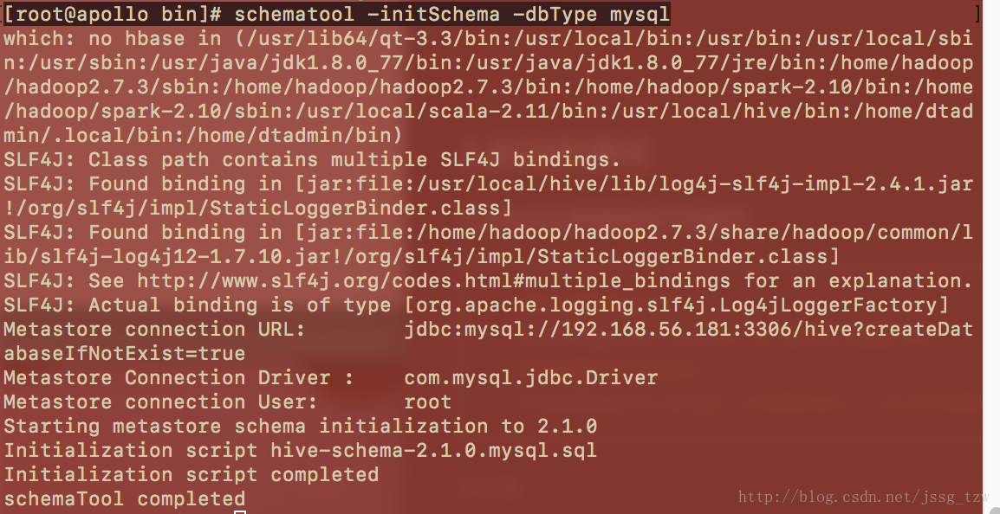 [root@apollo bin]# schematool -initSchema -dbType mysql
which: no hbase in (/usr/lib64/qt-3.3/bin:/usr/local/bin:/usr/bin:/usr/local/sbi
n:/usr/sbin:/usr/java/jdk1.8.0_77/bin:/usr/java/jdk1.8.0_77/jre/bin:/home/hadoop
/hadoop2.7.3/sbin:/home/hadoop/hadoop2.7.3/bin:/home/hadoop/spark-2.10/bin:/home
/hadoop/spark-2.10/sbin:/usr/local/scala-2.11/bin:/usr/local/hive/bin:/home/dtad
min/.local/bin:/home/dtadmin/bin)
SLF4J: Class path contains multiple SLF4J bindings.
SLF4J: Found binding in [jar:file:/usr/local/hive/lib/log4j-slf4j-impl-2.4.1.jar
!/org/slf4j/impl/StaticLoggerBinder.class]
SLF4J: Found binding in [jar:file:/home/hadoop/hadoop2.7.3/share/hadoop/common/l
ib/slf4j-log4j12-1.7.10.jar!/org/slf4j/impl/StaticLoggerBinder.class]
SLF4J: See http://www.slf4j.org/codes.html#multiple_bindings for an explanation.
SLF4J: Actual binding is of type [org.apache.logging.slf4j.Log4jLoggerFactory]
Metastore connection URL:        jdbc:mysql://192.168.56.181:3306/hive?createDat
abaseIfNotExist=true
Metastore Connection Driver :    com.mysql.jdbc.Driver
Metastore connection User:       root
Starting metastore schema initialization to 2.1.0
Initialization script hive-schema-2.1.0.mysql.sql
Initialization script completed
schemaTool completed
http://blog.csdn.net/jssg_tzw